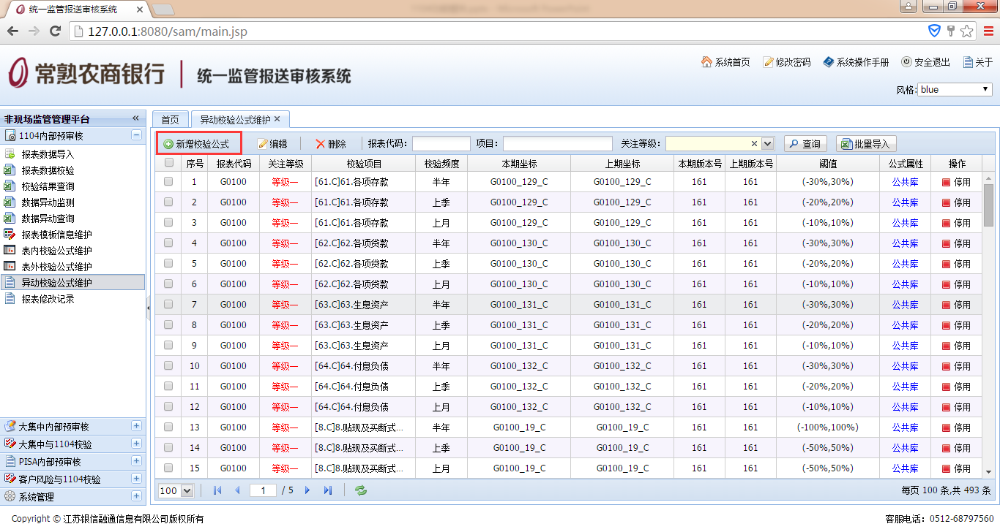 统一监管报送审核系统
127.0.0.1:8080/sam/main.jsp
常熟农商银行 统一监管报送审核系统
系统首页 修改密码 系统操作手册 安全退出 关于
风格: blue
非现场监管管理平台
1104内部预审核
报表数据导入
报表数据校验
校验结果查询
数据异动监测
数据异动查询
报表模板信息维护
表内校验公式维护
表外校验公式维护
异动校验公式维护
报表修改记录
大集中内部预审核
大集中与1104校验
PISA内部预审核
客户风险与1104校验
系统管理
首页 异动校验公式维护
新增校验公式 编辑 删除 报表代码: 项目: 关注等级: 查询 批量导入
序号 报表代码 关注等级 校验项目 校验频度 本期坐标 上期坐标 本期版本号 上期版本号 阈值 公式属性 操作
1 G0100 等级一 [61.C]61.各项存款 半年 G0100_129_C G0100_129_C 161 161 (-30%,30%) 公共库 停用
2 G0100 等级一 [61.C]61.各项存款 上季 G0100_129_C G0100_129_C 161 161 (-20%,20%) 公共库 停用
3 G0100 等级一 [61.C]61.各项存款 上月 G0100_129_C G0100_129_C 161 161 (-10%,10%) 公共库 停用
4 G0100 等级一 [62.C]62.各项贷款 半年 G0100_130_C G0100_130_C 161 161 (-30%,30%) 公共库 停用
5 G0100 等级一 [62.C]62.各项贷款 上季 G0100_130_C G0100_130_C 161 161 (-20%,20%) 公共库 停用
6 G0100 等级一 [62.C]62.各项贷款 上月 G0100_130_C G0100_130_C 161 161 (-10%,10%) 公共库 停用
7 G0100 等级一 [63.C]63.生息资产 半年 G0100_131_C G0100_131_C 161 161 (-30%,30%) 公共库 停用
8 G0100 等级一 [63.C]63.生息资产 上季 G0100_131_C G0100_131_C 161 161 (-20%,20%) 公共库 停用
9 G0100 等级一 [63.C]63.生息资产 上月 G0100_131_C G0100_131_C 161 161 (-10%,10%) 公共库 停用
10 G0100 等级一 [64.C]64.付息负债 半年 G0100_132_C G0100_132_C 161 161 (-30%,30%) 公共库 停用
11 G0100 等级一 [64.C]64.付息负债 上季 G0100_132_C G0100_132_C 161 161 (-20%,20%) 公共库 停用
12 G0100 等级一 [64.C]64.付息负债 上月 G0100_132_C G0100_132_C 161 161 (-10%,10%) 公共库 停用
13 G0100 等级一 [8.C]8.贴现及买断式... 半年 G0100_19_C G0100_19_C 161 161 (-100%,100%) 公共库 停用
14 G0100 等级一 [8.C]8.贴现及买断式... 上季 G0100_19_C G0100_19_C 161 161 (-50%,50%) 公共库 停用
15 G0100 等级一 [8.C]8.贴现及买断式... 上月 G0100_19_C G0100_19_C 161 161 (-50%,50%) 公共库 停用
100 1 / 5 每页 100 条,共 493 条
Copyright © 江苏银信融通信息有限公司版权所有 客服电话：0512-68797560